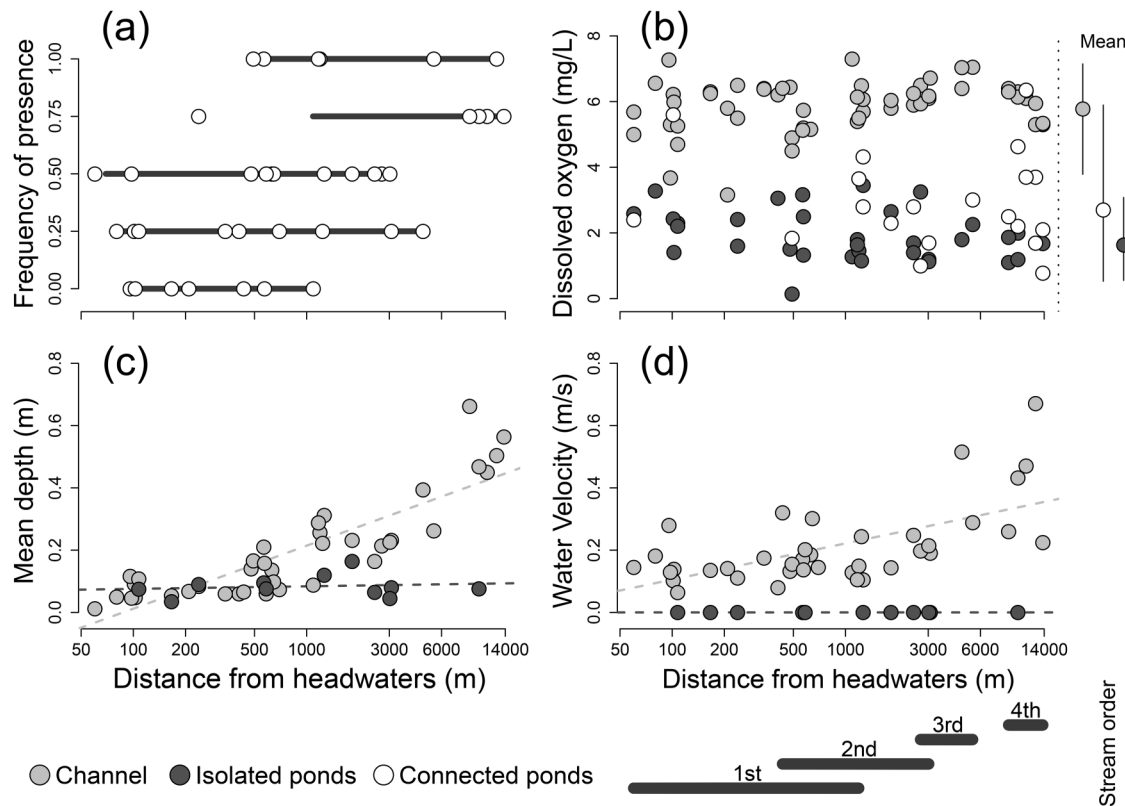 (a)
Frequency of presence
0.00 0.25 0.50 0.75 1.00
(b)
Dissolved oxygen (mg/L)
0 2 4 6 8
Mean
(c)
Mean depth (m)
0.0 0.2 0.4 0.6 0.8
50 100 200 500 1000 3000 14000
Distance from headwaters (m)
(d)
Water Velocity (m/s)
0.0 0.2 0.4 0.6 0.8
50 100 200 500 1000 3000 6000 14000
Distance from headwaters (m)
Channel Isolated ponds Connected ponds
1st
2nd
3rd
4th
Stream order